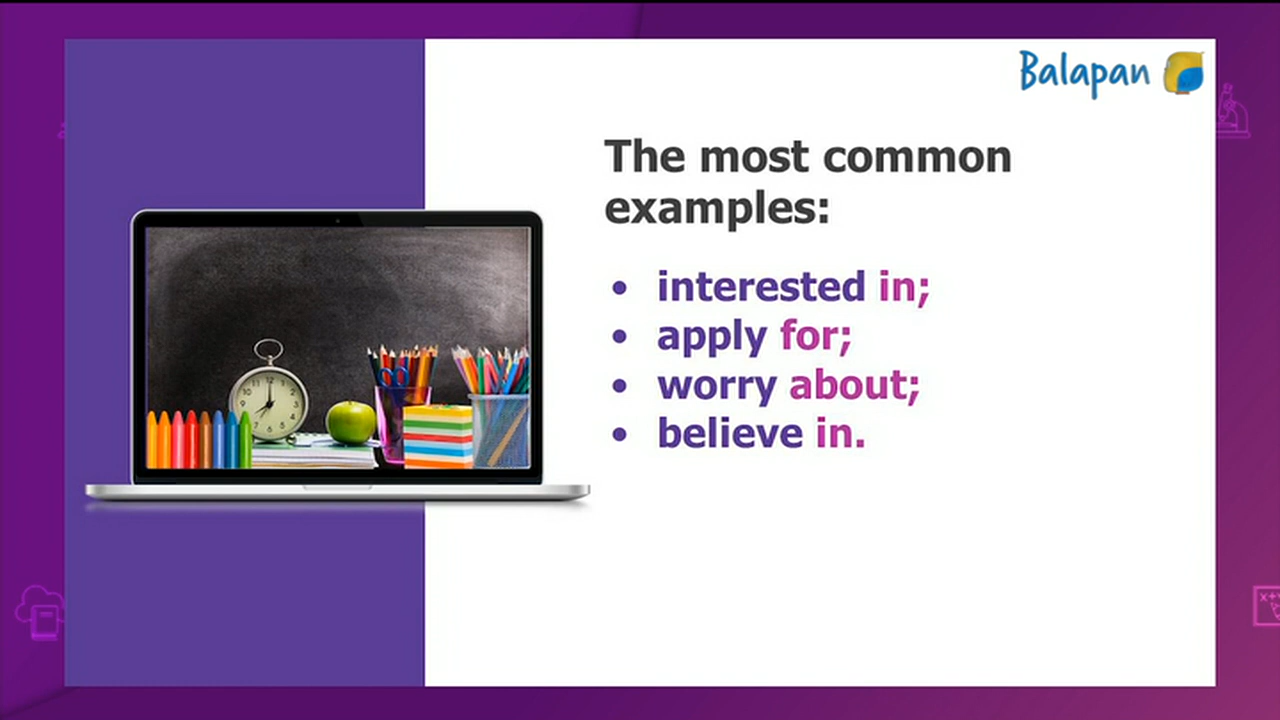 Balapan
The most common
examples:
• interested in;
• apply for;
• worry about;
• believe in.